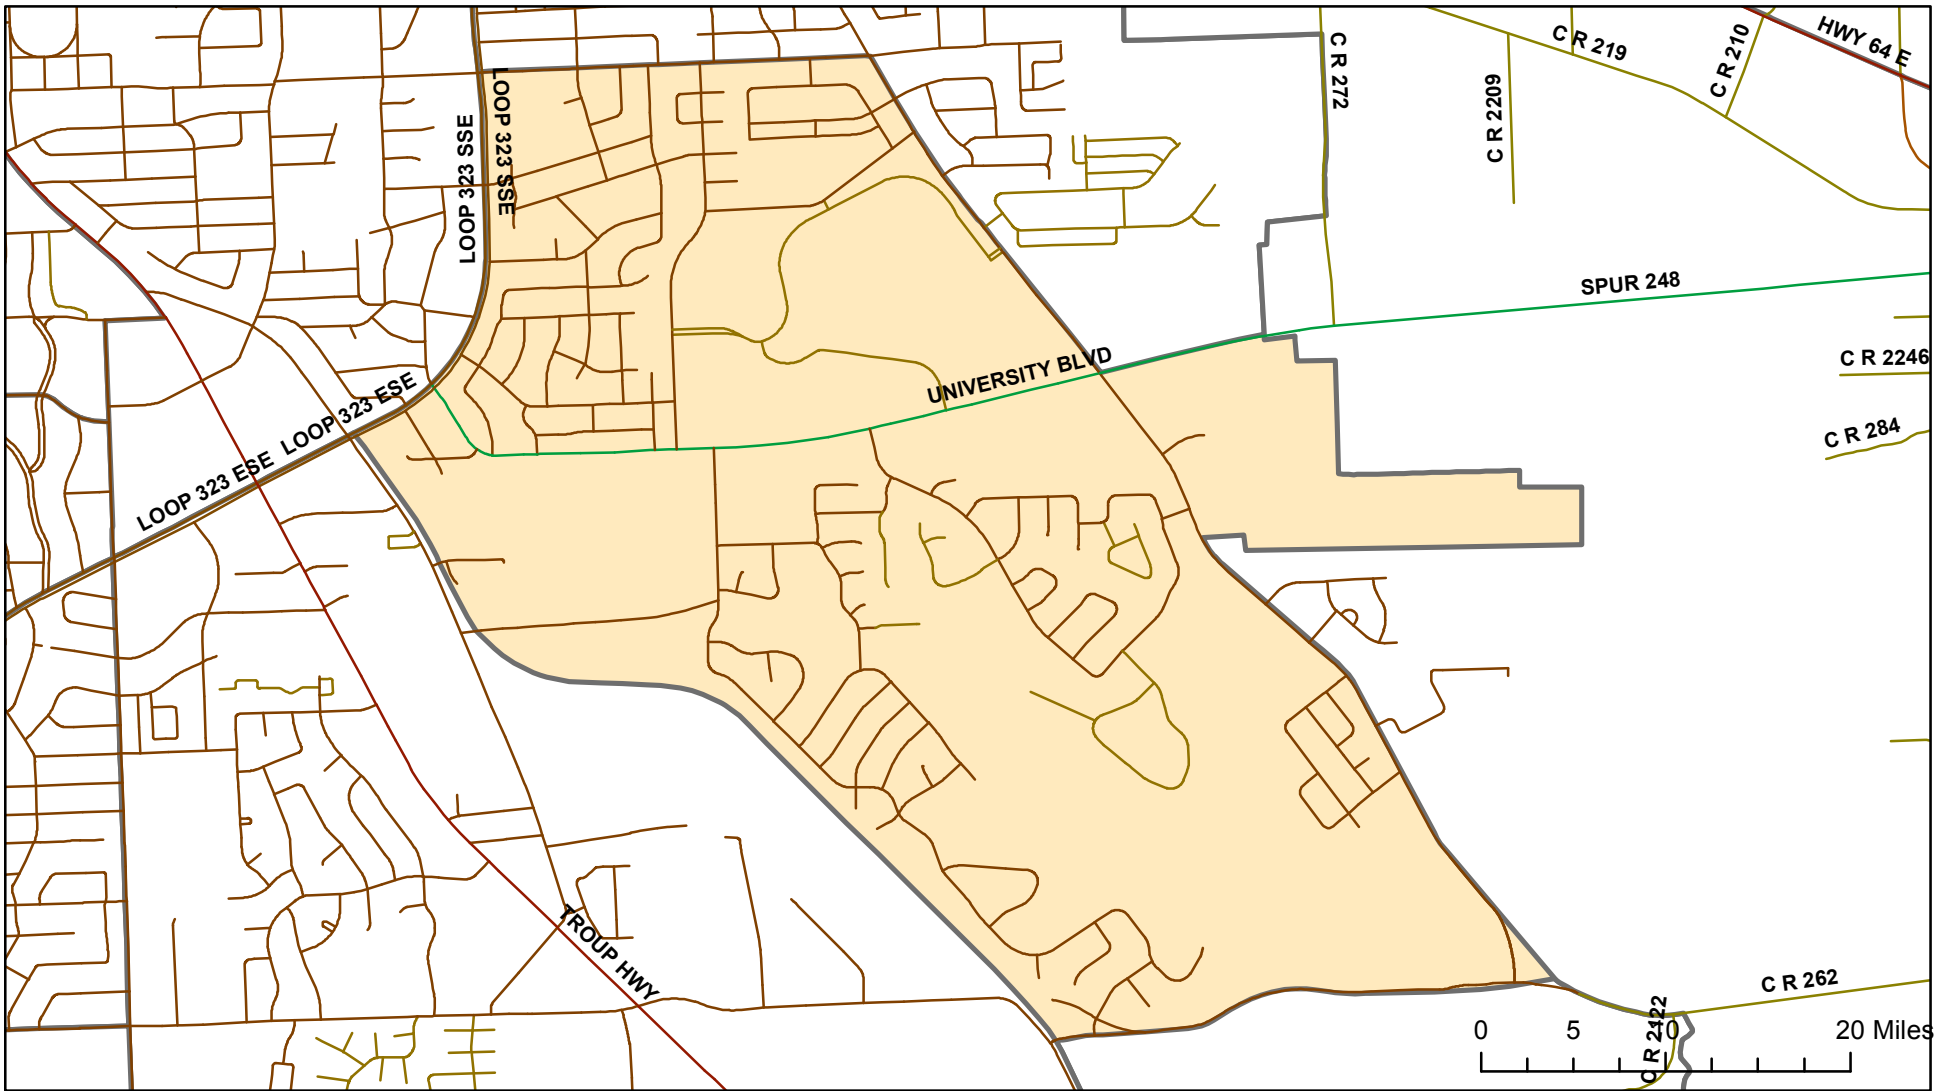 HWY 64 E
C R 219
C R 210
C R 272
C R 2209
LOOP 323 SSE
LOOP 323 SSE
SPUR 248
UNIVERSITY BLVD
C R 2246
LOOP 323 ESE
LOOP 323 ESE
C R 284
TROUP HWY
C R 262
C R 2422
0 5 10 20 Miles